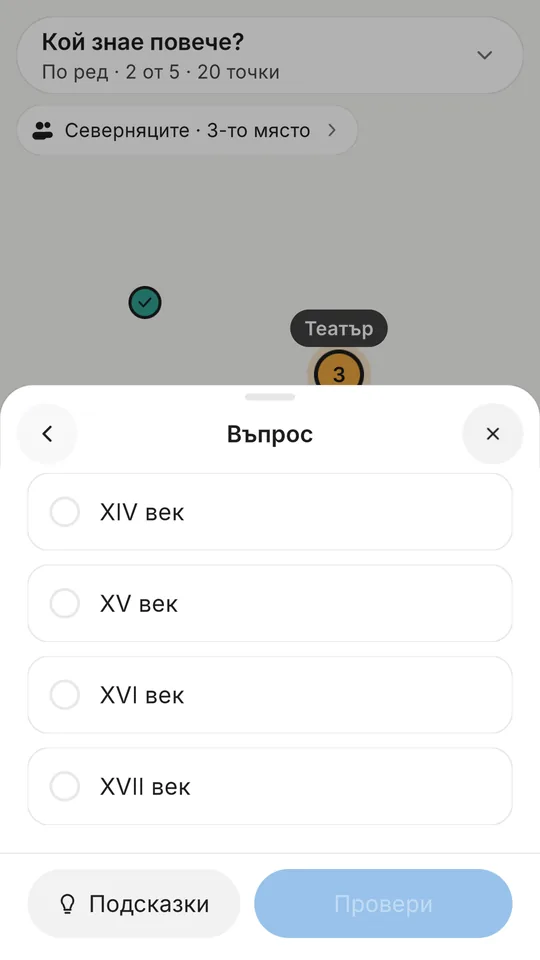 Кой знае повече?
По ред · 2 от 5 · 20 точки
Северняците · 3-то място
Театър
3
Въпрос
XIV век
XV век
XVI век
XVII век
Подсказки
Провери